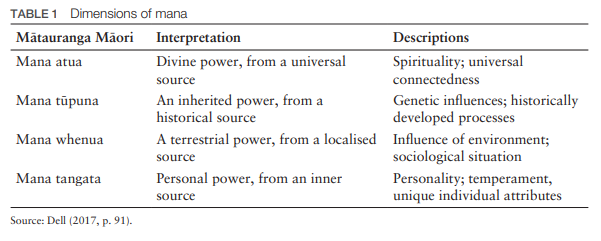 TABLE 1 Dimensions of mana
Mātauranga Māori Interpretation Descriptions
Mana atua Divine power, from a universal Spirituality; universal
source connectedness
Mana tūpuna An inherited power, from a Genetic influences; historically
historical source developed processes
Mana whenua A terrestrial power, from a localised Influence of environment;
source sociological situation
Mana tangata Personal power, from an inner Personality; temperament,
source unique individual attributes
Source: Dell (2017, p. 91).